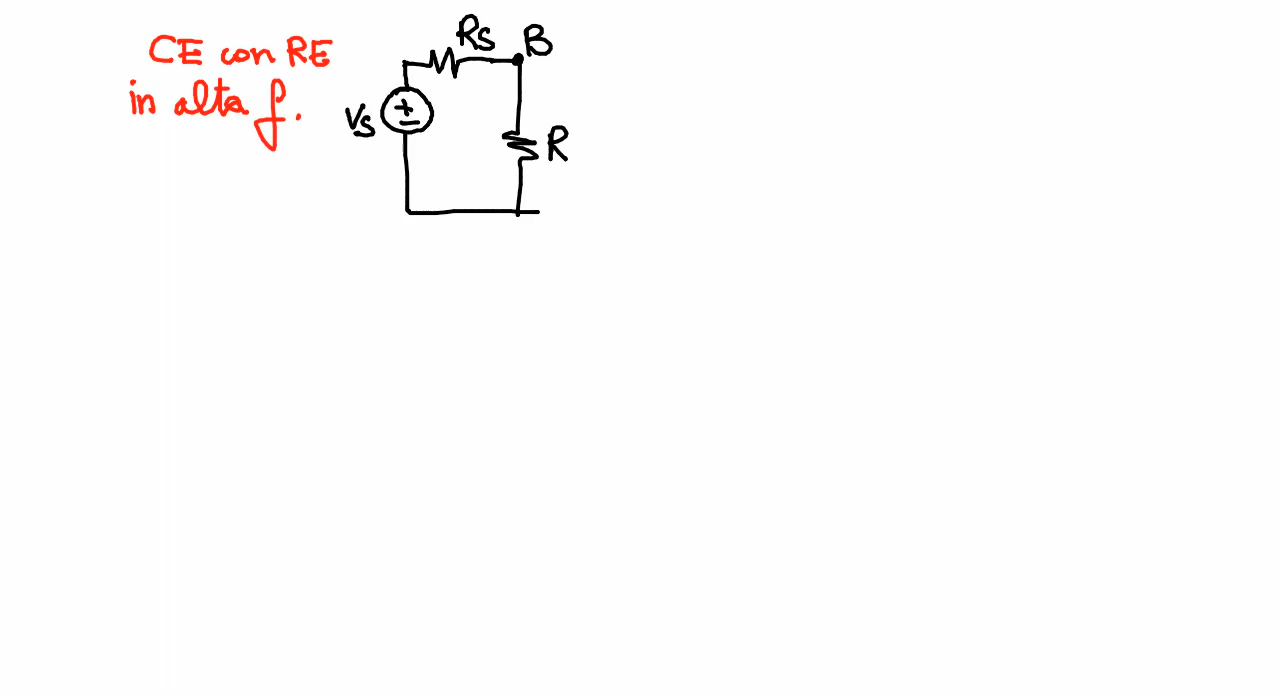 CE con RE
in alta f.
Rs
B
Vs
+
−
R